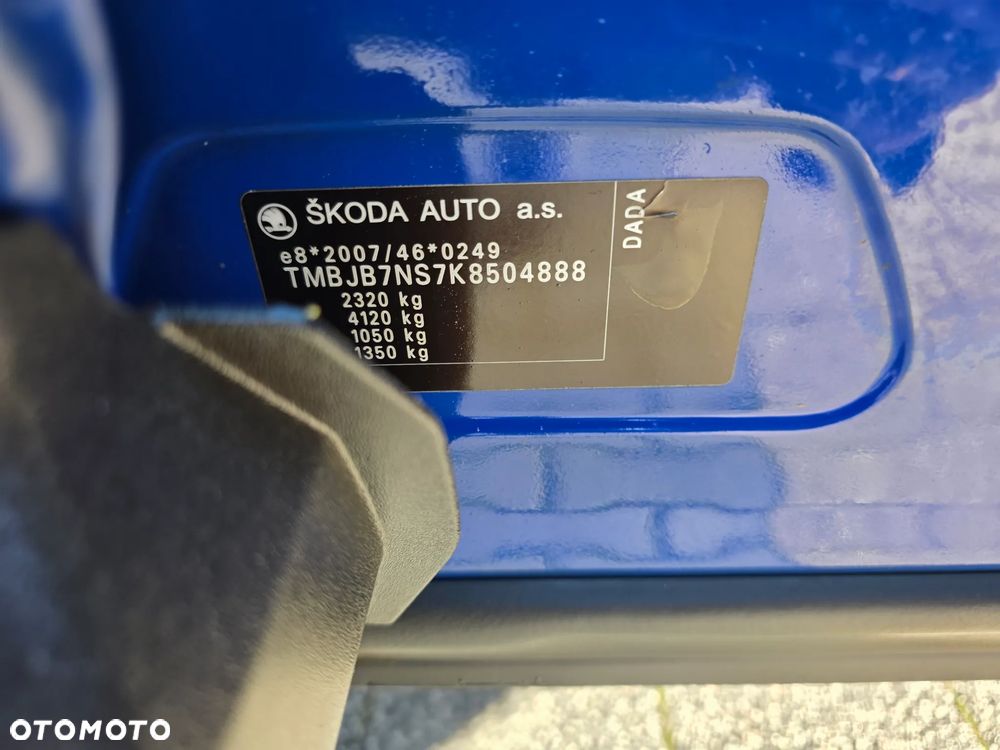 ŠKODA AUTO a.s.
e8*2007/46*0249
TMBJB7NS7K8504888
2320 kg
4120 kg
1050 kg
1350 kg
DADA
OTOMOTO